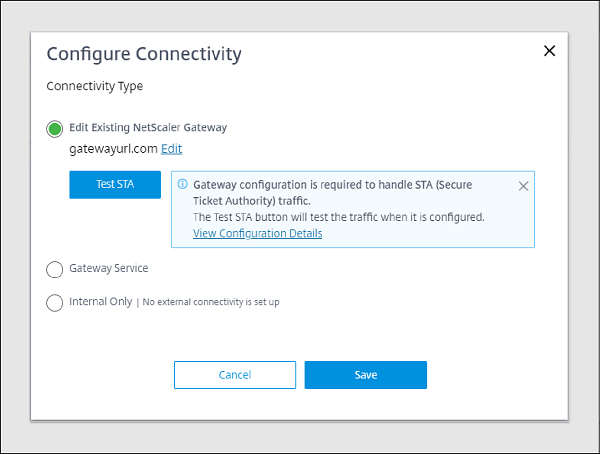 Configure Connectivity
Connectivity Type
Edit Existing NetScaler Gateway
gatewayurl.com Edit
Test STA
Gateway configuration is required to handle STA (Secure
Ticket Authority) traffic.
The Test STA button will test the traffic when it is configured.
View Configuration Details
Gateway Service
Internal Only | No external connectivity is set up
Cancel
Save